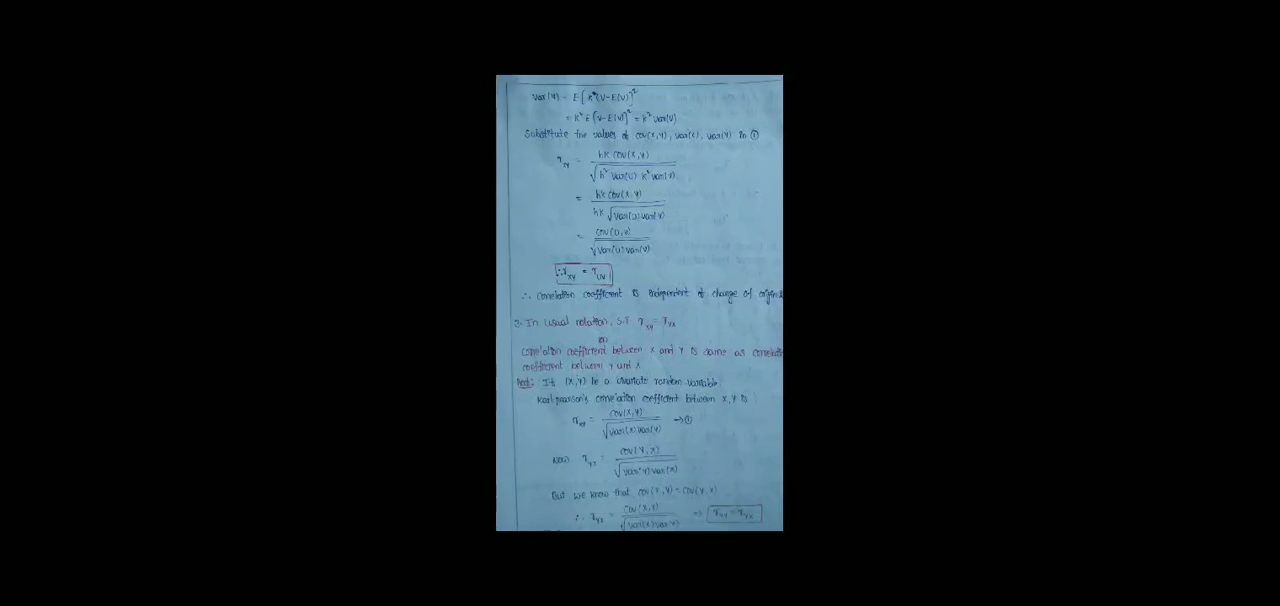 Var(Y) = E[K²(V-E(V)]²
= K² E[V-E(V)]² = K² Var(V)
Substitute the values of cov(X,Y), var(X), var(Y) in ①
r_xy = hk cov(X,Y) / √h² Var(U) K² Var(V)
= hk cov(X,Y) / hk √Var(U) Var(V)
= cov(U,V) / √Var(U) Var(V)
∴ r_xy = r_uv
∴ correlation coefficient is independent of change of origin &
3. In usual notation, S.T r_xy = r_yx
(or)
correlation coefficient between X and Y is same as correlation
coefficient between Y and X
Proof: If (X,Y) be a bivariate random variable
Karl pearson's correlation coefficient between X,Y is
r_xy = cov(X,Y) / √Var(X) Var(Y) → ①
Now r_yx = cov(Y,X) / √Var(Y) Var(X)
But we know that cov(X,Y) = cov(Y,X)
∴ r_yx = cov(X,Y) / √Var(X) Var(Y) ⇒ r_xy = r_yx